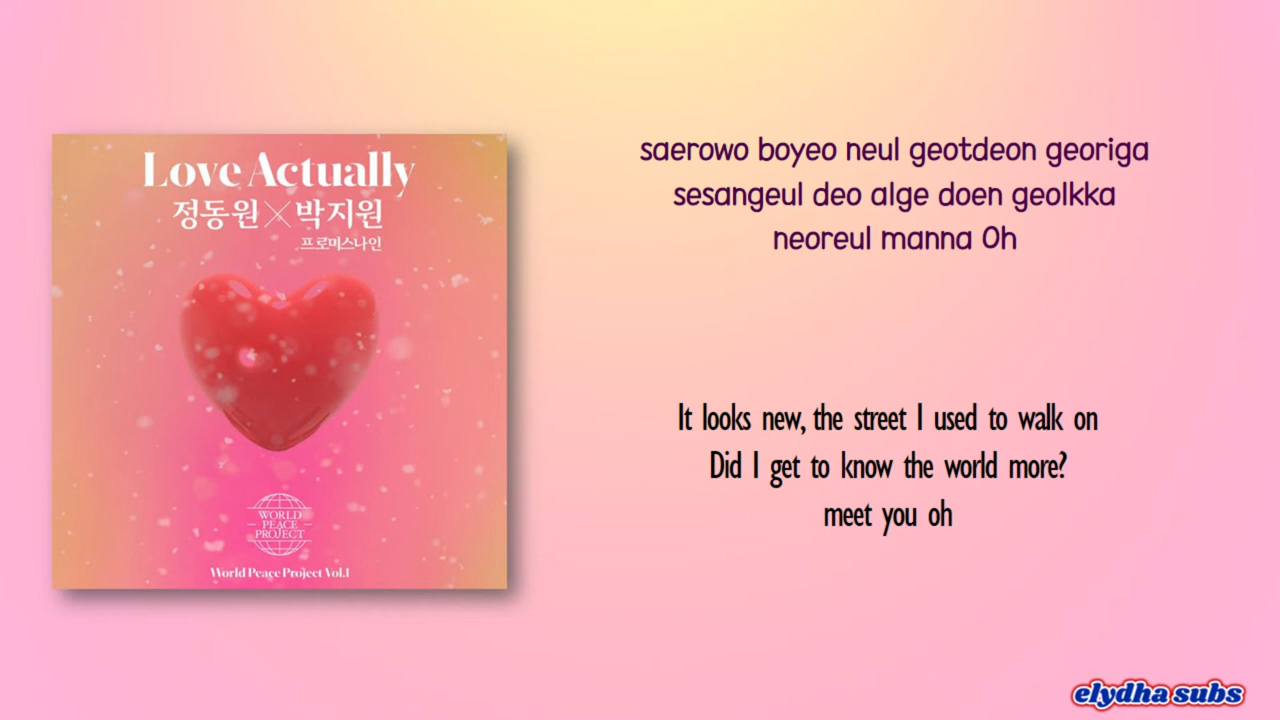 Love Actually
정동원×박지원
프로미스나인
WORLD
PEACE
PROJECT
World Peace Project Vol.1
saerowo boyeo neul geotdeon georiga
sesangeul deo alge doen geolkka
neoreul manna Oh
It looks new, the street I used to walk on
Did I get to know the world more?
meet you oh
elydha subs